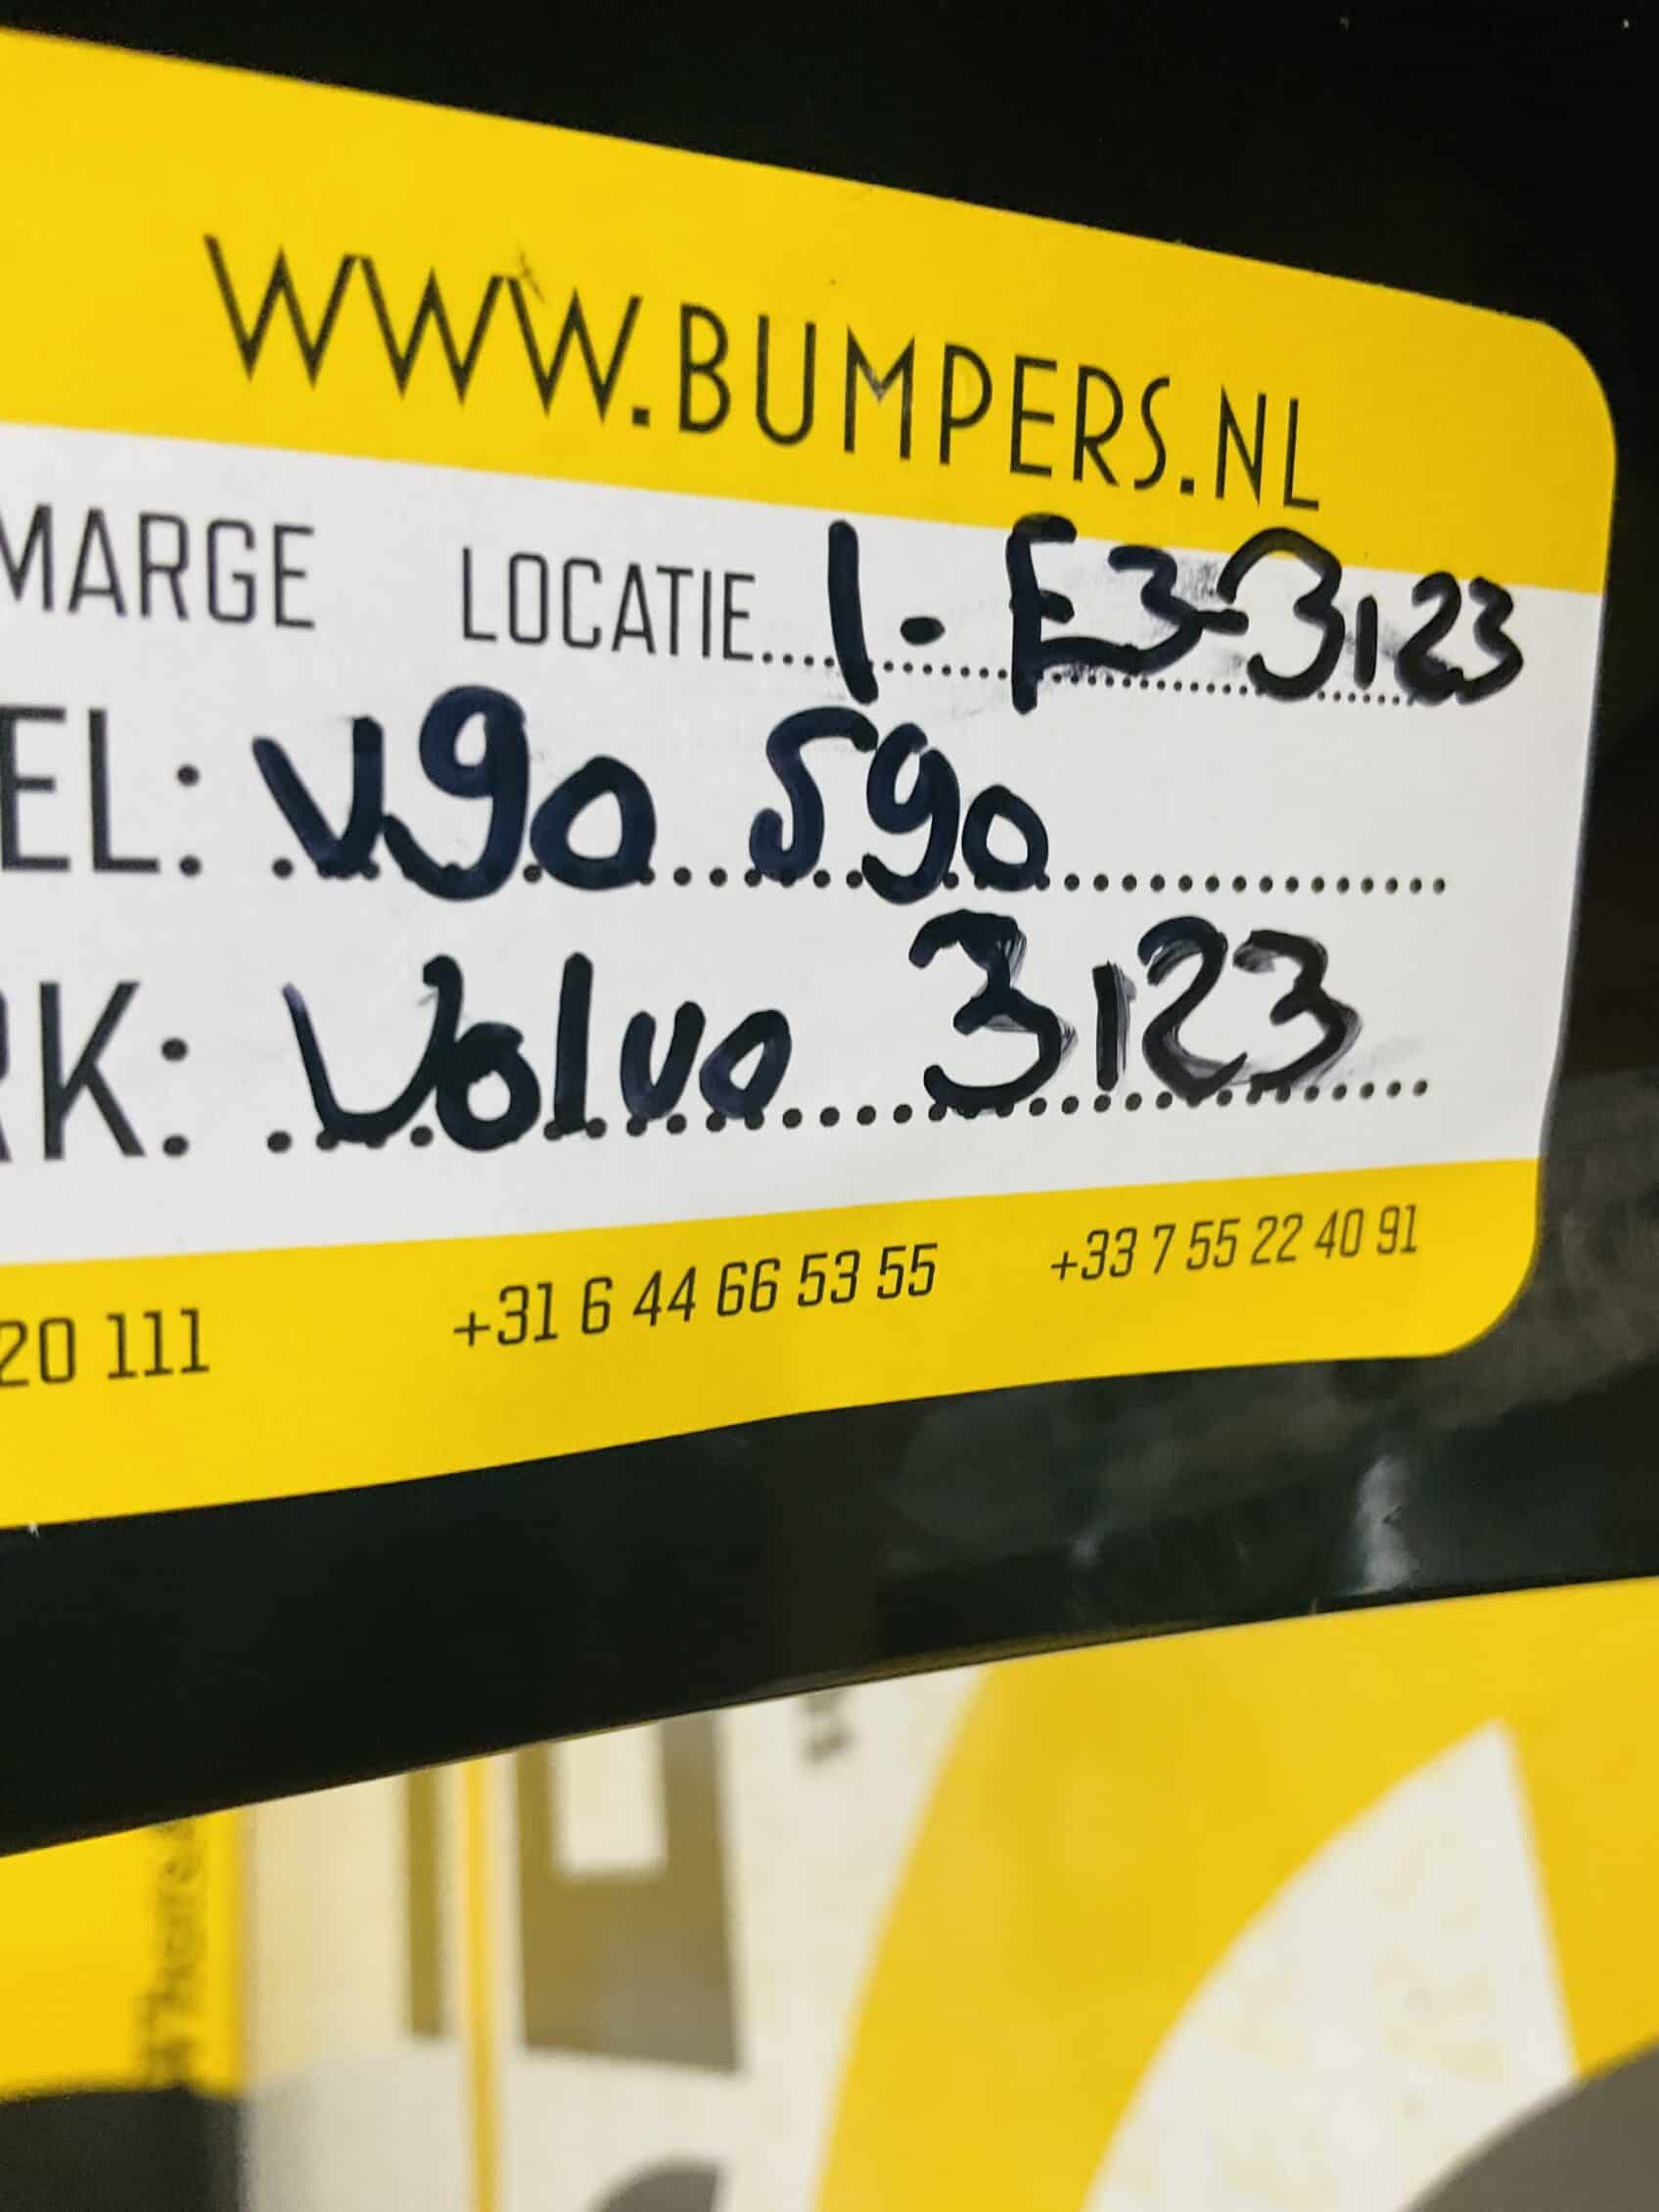 WWW.BUMPERS.NL
MARGE LOCATIE.... 1 - E3-3123
EL: V90 S90
RK: Volvo 3123
20 111 +31 6 44 66 53 55 +33 7 55 22 40 91